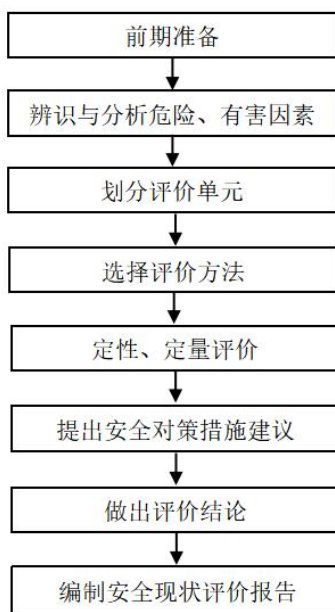 前期准备
辨识与分析危险、有害因素
划分评价单元
选择评价方法
定性、定量评价
提出安全对策措施建议
做出评价结论
编制安全现状评价报告